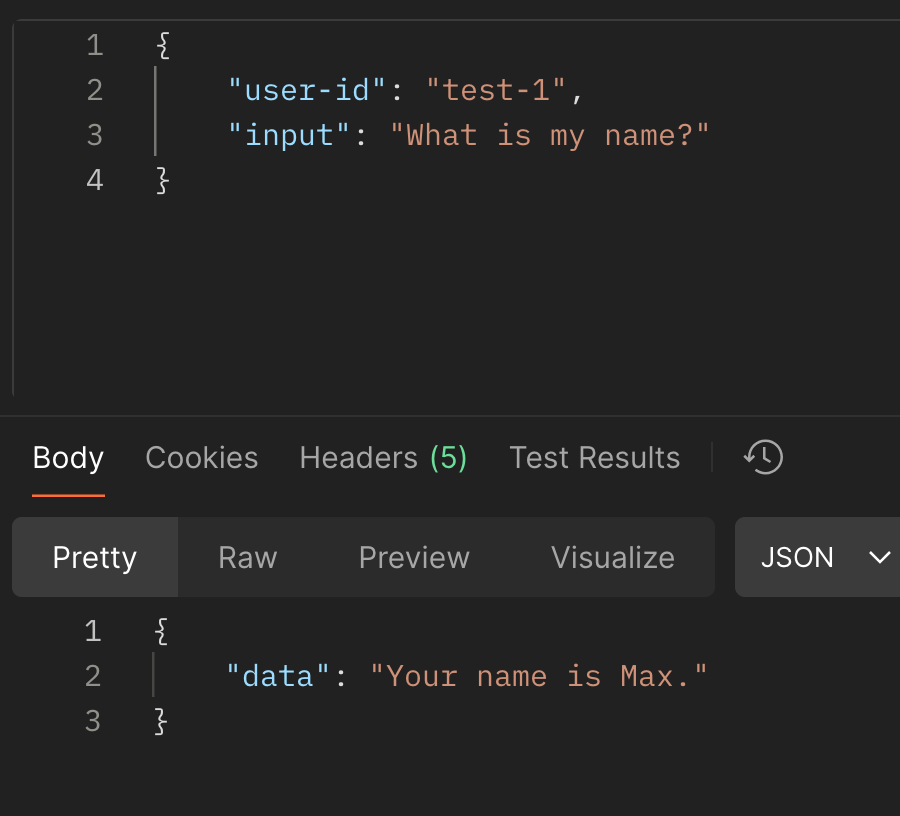 1 {
2 "user-id": "test-1",
3 "input": "What is my name?"
4 }
Body Cookies Headers (5) Test Results
Pretty Raw Preview Visualize JSON
1 {
2 "data": "Your name is Max."
3 }